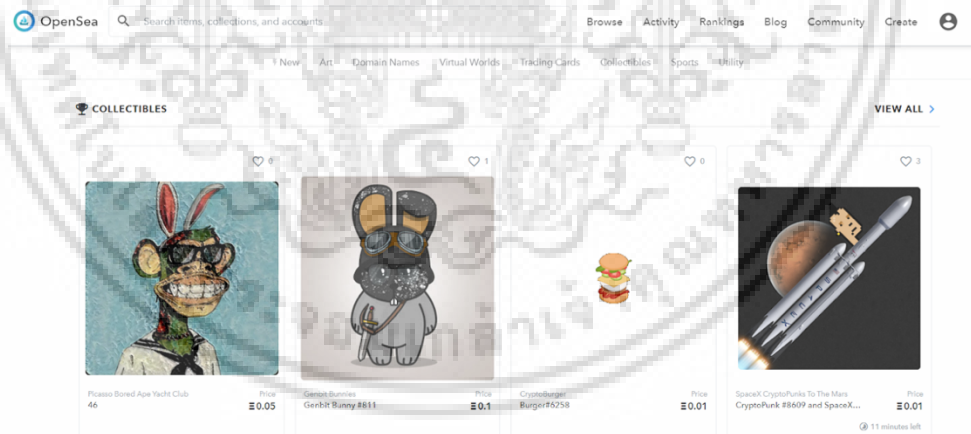 OpenSea Search items, collections, and accounts Browse Activity Rankings Blog Community Create
New Art Domain Names Virtual Worlds Trading Cards Collectibles Sports Utility
COLLECTIBLES VIEW ALL >
0 1 0 3
Picasso Bored Ape Yacht Club Price Genbit Bunnies Price CryptoBurger Price SpaceX CryptoPunks To The Mars Price
46 Ξ0.05 Genbit Bunny #811 Ξ0.1 Burger#6258 Ξ0.01 CryptoPunk #8609 and SpaceX... Ξ0.01
11 minutes left